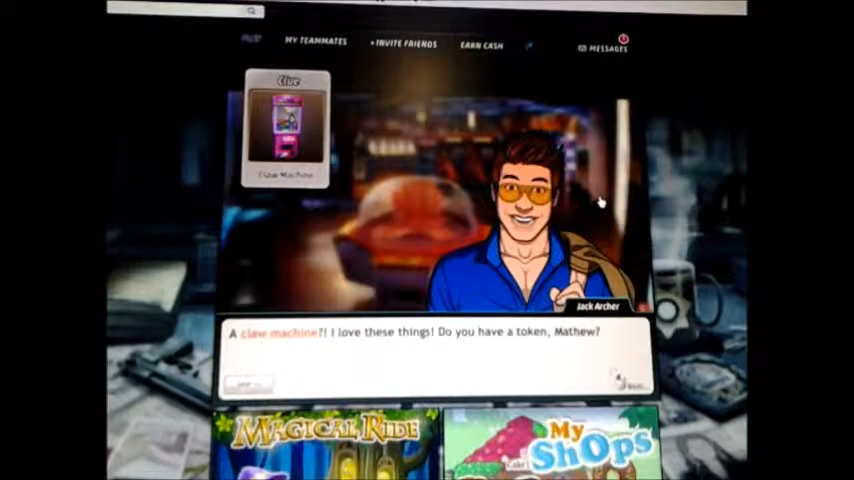 MY TEAMMATES
+INVITE FRIENDS
EARN CASH
MESSAGES
Clue
Claw Machine
Jack Archer
A claw machine?! I love these things! Do you have a token, Mathew?
MAGICAL RIDE
My
SHOPS